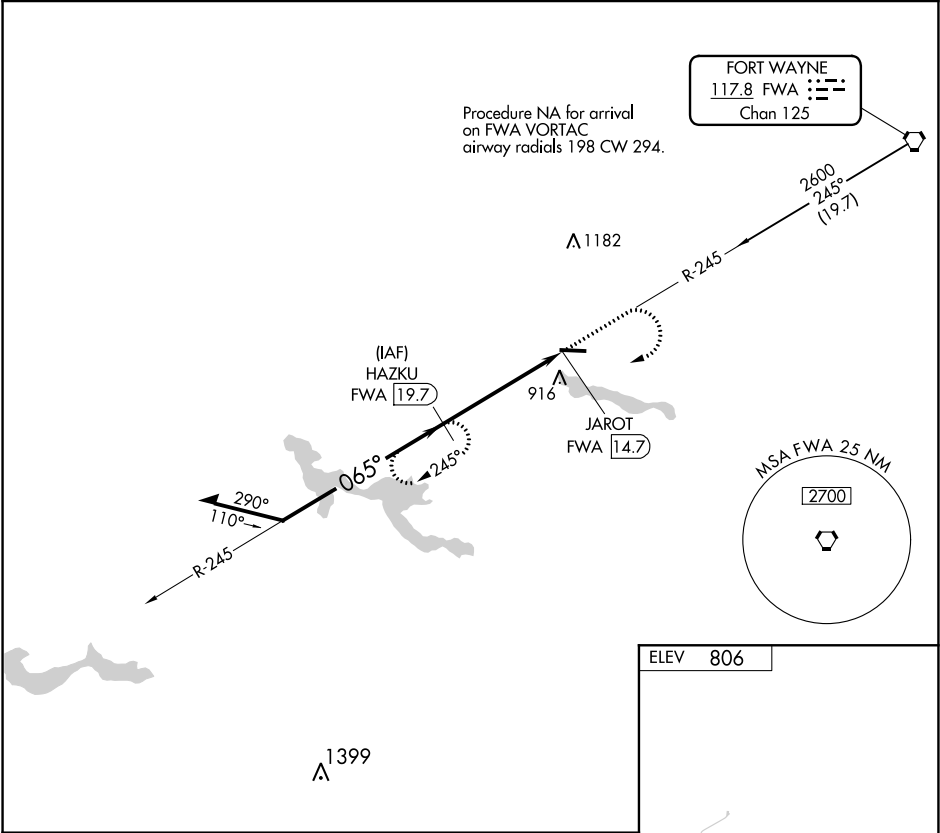 FORT WAYNE
117.8 FWA
Chan 125
Procedure NA for arrival
on FWA VORTAC
airway radials 198 CW 294.
2600
245°
(19.7)
1182
R-245
(IAF)
HAZKU
FWA 19.7
916
JAROT
FWA 14.7
065°
245°
290°
110°
R-245
MSA FWA 25 NM
2700
ELEV 806
1399